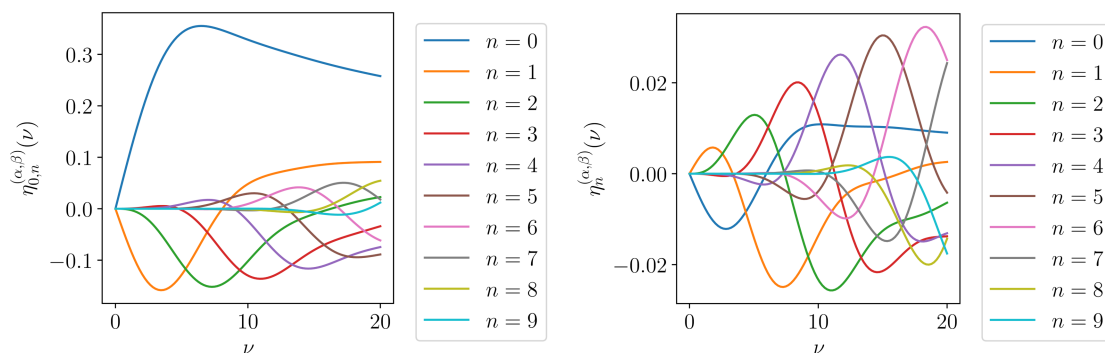 0.3
0.2
0.1
0.0
−0.1
0
10
20
ν
η_{0,n}^{(α,β)}(ν)
n = 0
n = 1
n = 2
n = 3
n = 4
n = 5
n = 6
n = 7
n = 8
n = 9
0.02
0.00
−0.02
0
10
20
ν
η_n^{(α,β)}(ν)
n = 0
n = 1
n = 2
n = 3
n = 4
n = 5
n = 6
n = 7
n = 8
n = 9